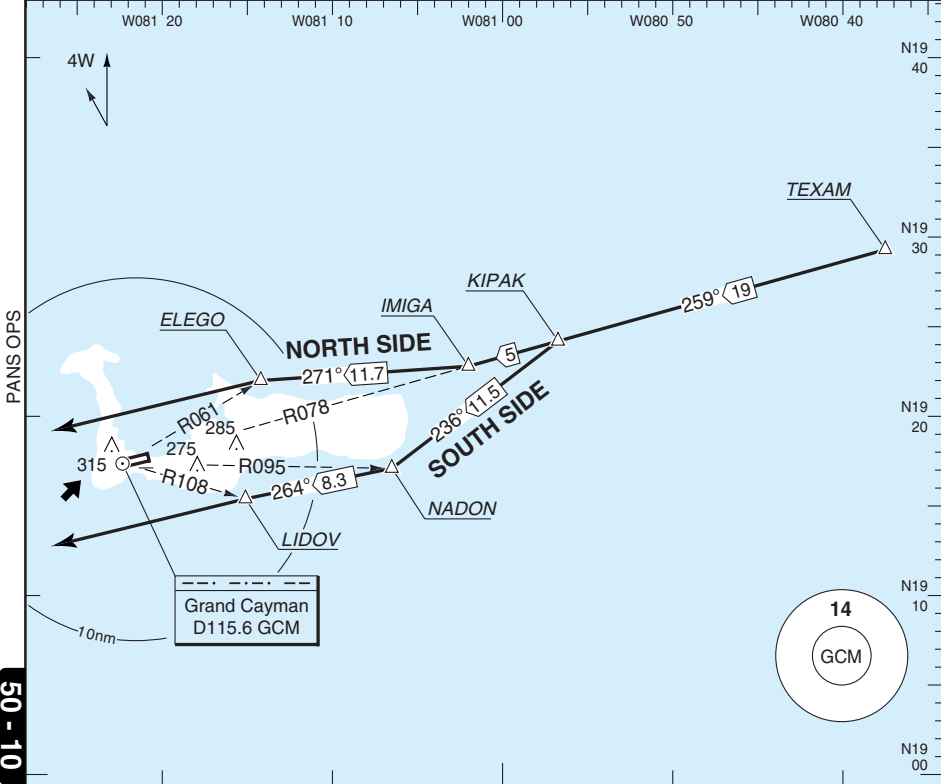 W081 20
W081 10
W081 00
W080 50
W080 40
N19
40
4W
TEXAM
N19
30
KIPAK
259° 19
IMIGA
ELEGO
NORTH SIDE
5
271° 11.7
PANS OPS
R061
R078
236° 11.5
SOUTH SIDE
N19
20
285
275
315
R095
R108
264° 8.3
NADON
LIDOV
Grand Cayman
D115.6 GCM
10nm
N19
10
14
GCM
50 - 10
N19
00